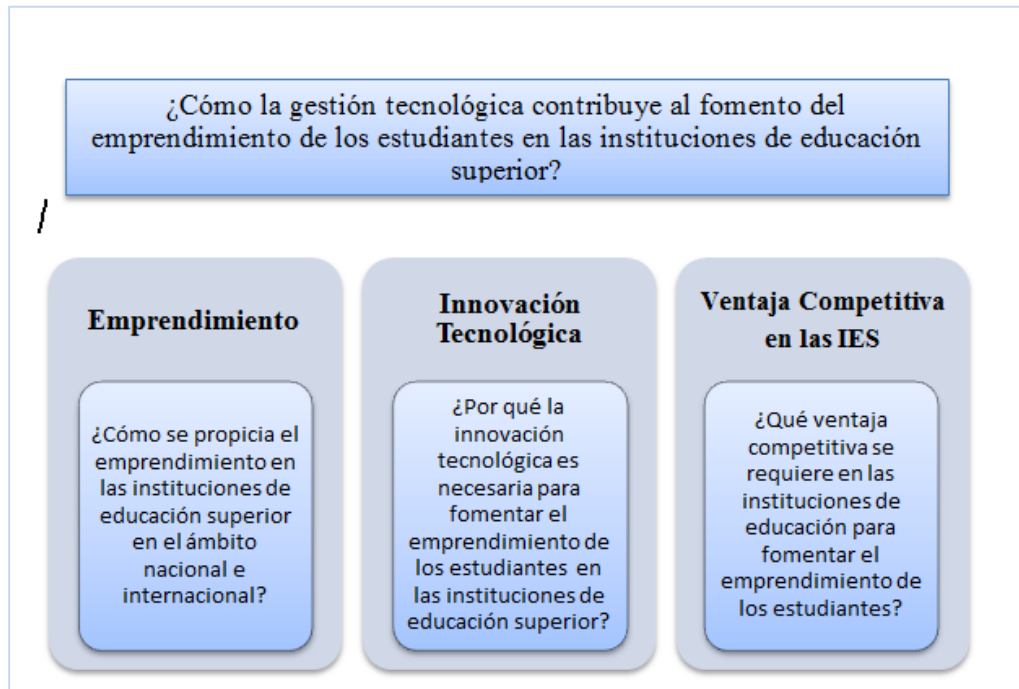 ¿Cómo la gestión tecnológica contribuye al fomento del
emprendimiento de los estudiantes en las instituciones de educación
superior?
/
Emprendimiento
¿Cómo se propicia el
emprendimiento en
las instituciones de
educación superior
en el ámbito
nacional e
internacional?
Innovación
Tecnológica
¿Por qué la
innovación
tecnológica es
necesaria para
fomentar el
emprendimiento de
los estudiantes en
las instituciones de
educación superior?
Ventaja Competitiva
en las IES
¿Qué ventaja
competitiva se
requiere en las
instituciones de
educación para
fomentar el
emprendimiento de
los estudiantes?